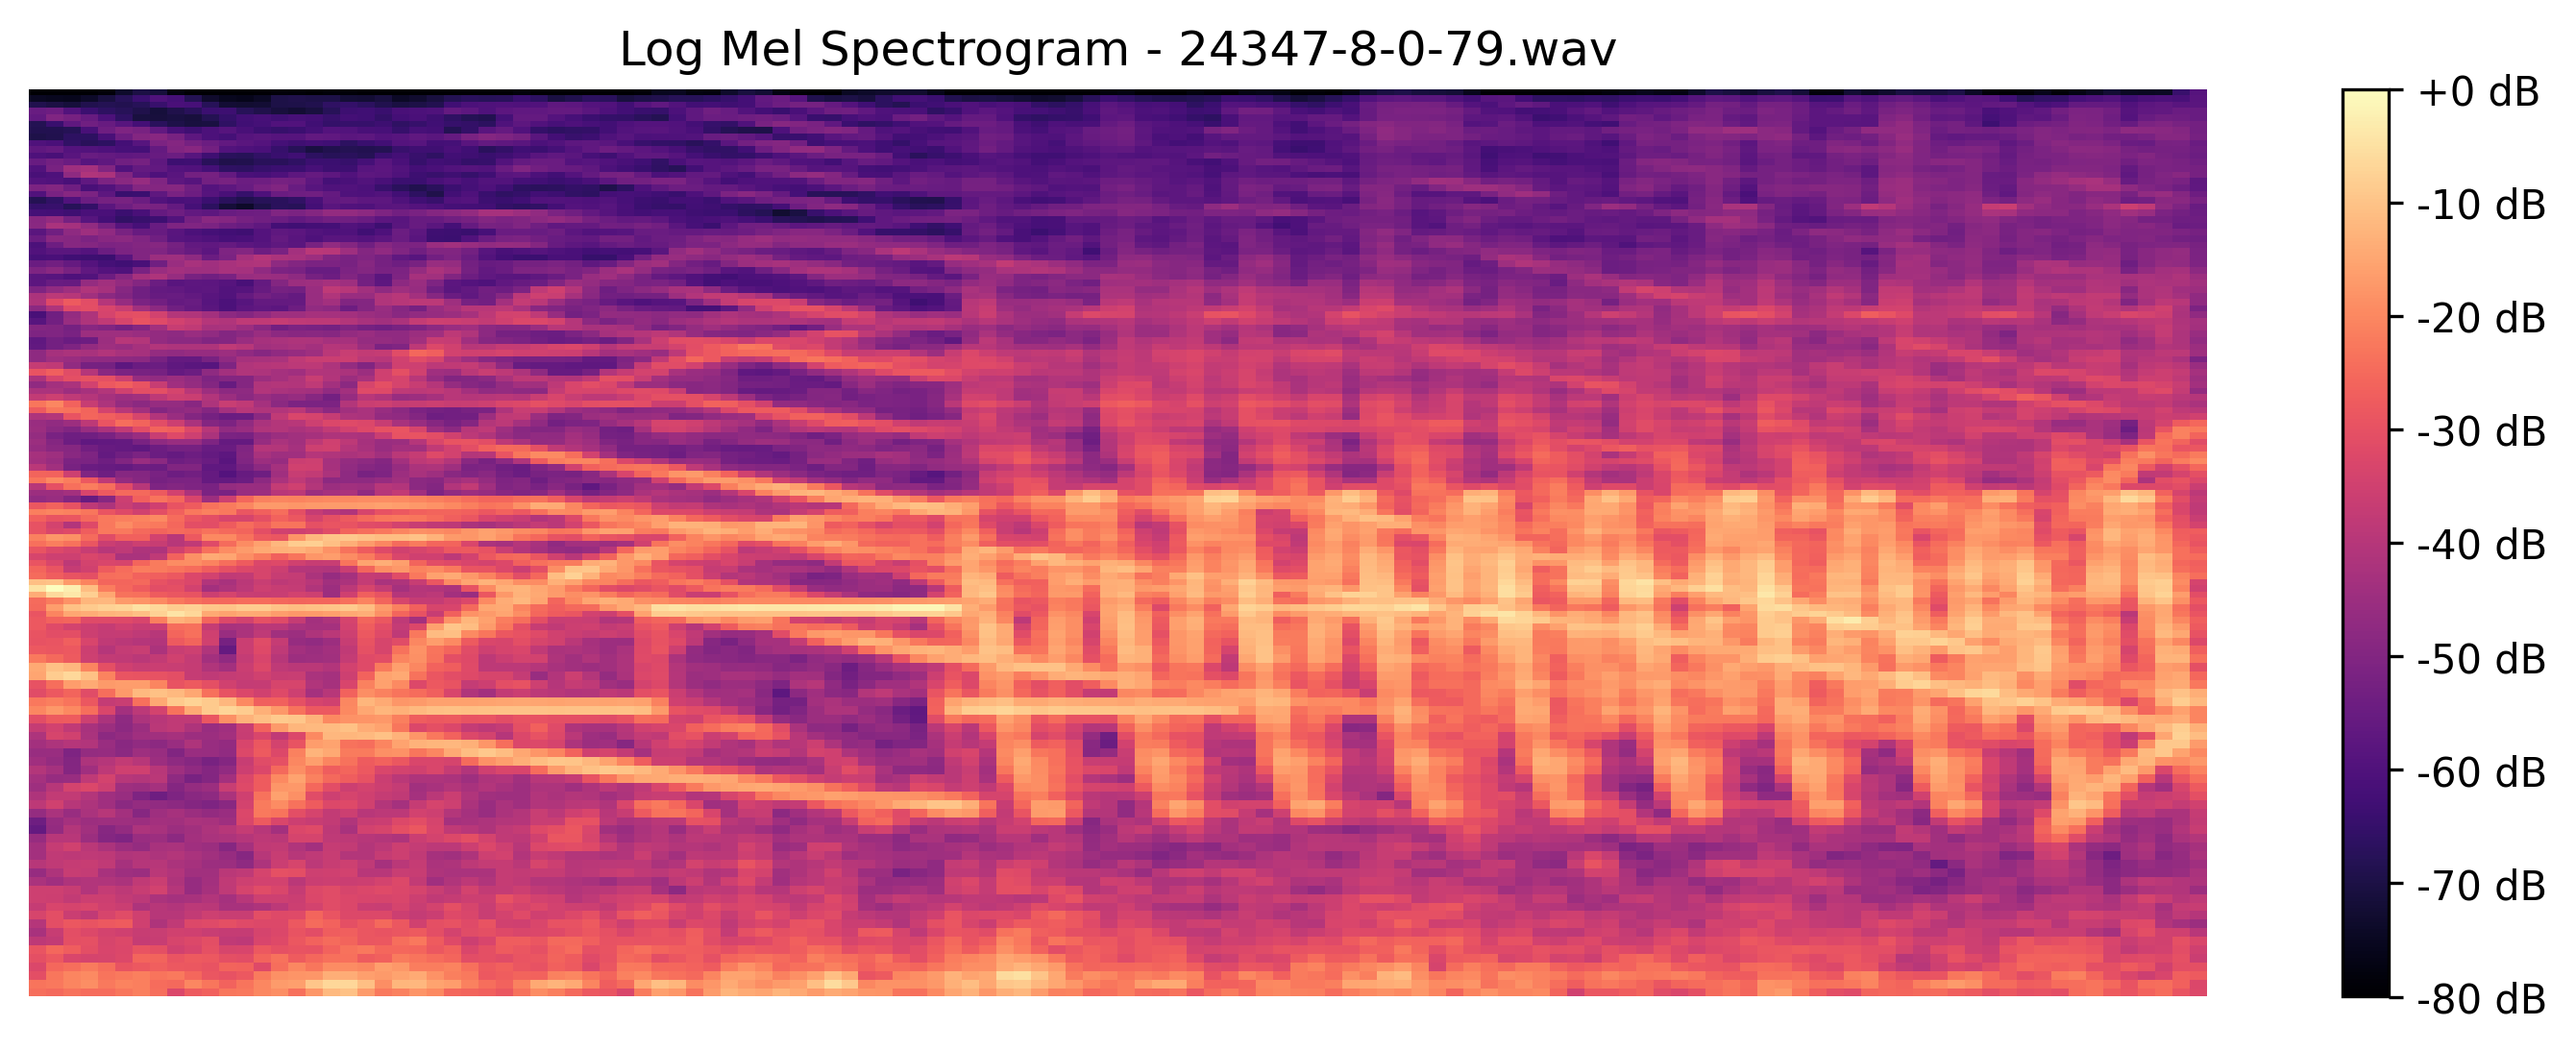 Log Mel Spectrogram - 24347-8-0-79.wav
+0 dB
-10 dB
-20 dB
-30 dB
-40 dB
-50 dB
-60 dB
-70 dB
-80 dB